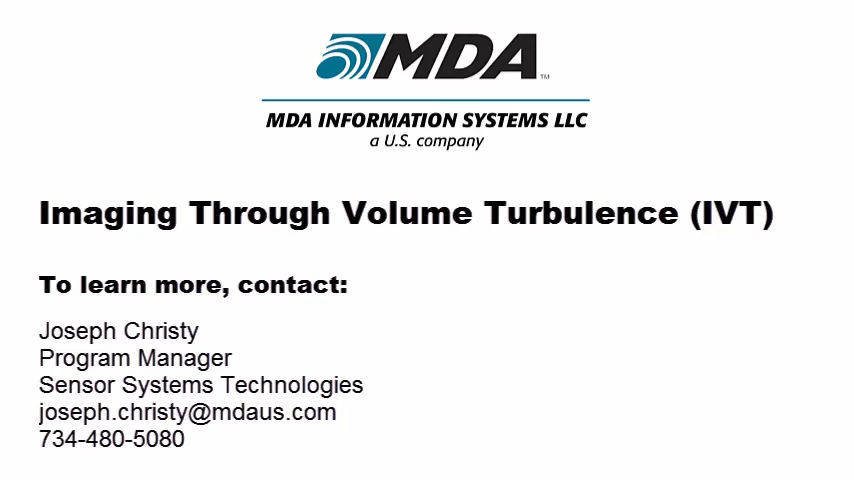 MDA™
MDA INFORMATION SYSTEMS LLC
a U.S. company
Imaging Through Volume Turbulence (IVT)
To learn more, contact:
Joseph Christy
Program Manager
Sensor Systems Technologies
joseph.christy@mdaus.com
734-480-5080